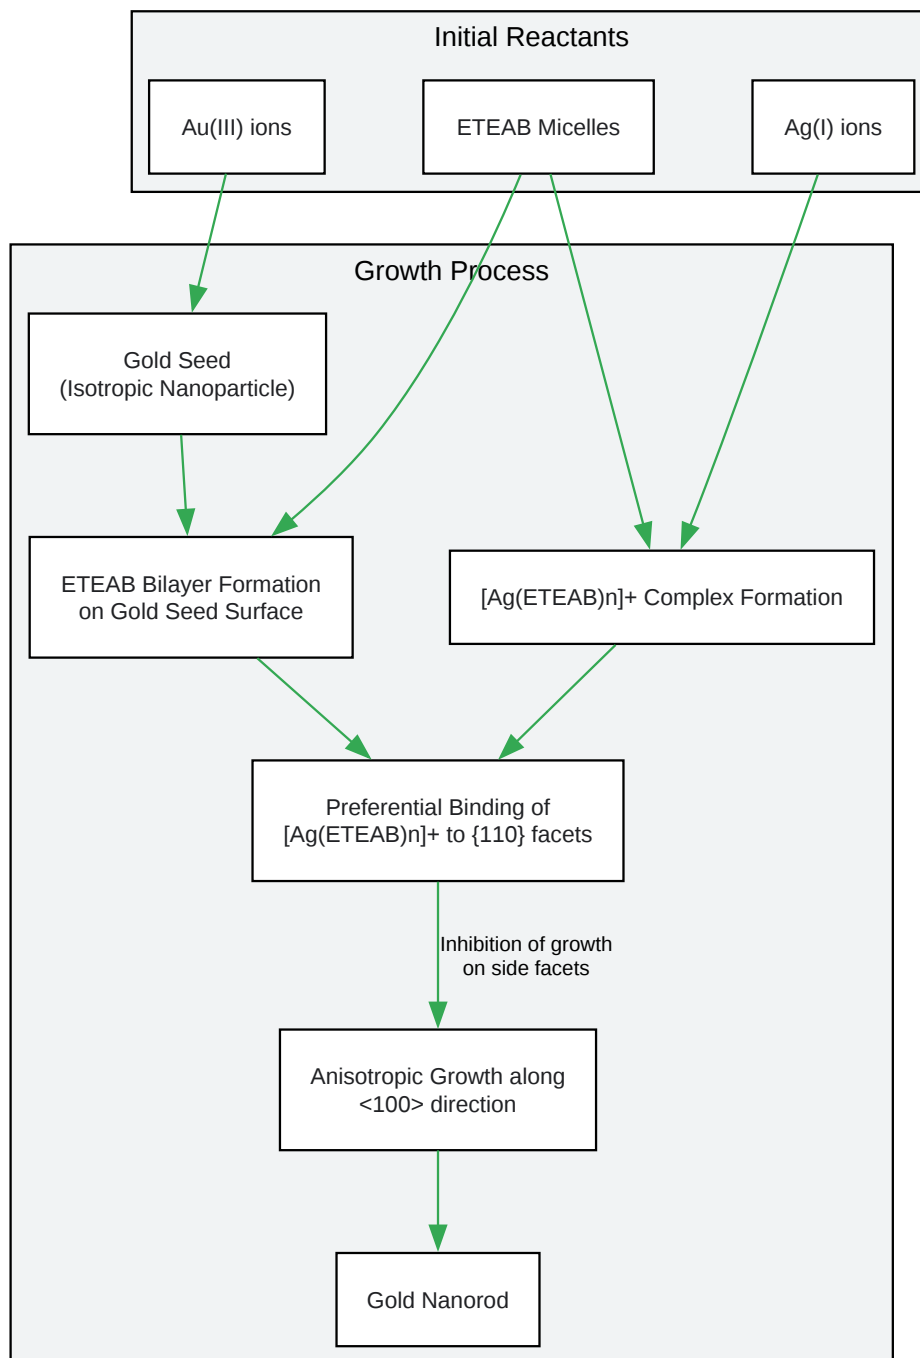 Initial Reactants
Au(III) ions
ETEAB Micelles
Ag(I) ions
Growth Process
Gold Seed
(Isotropic Nanoparticle)
ETEAB Bilayer Formation
on Gold Seed Surface
[Ag(ETEAB)n]+ Complex Formation
Preferential Binding of
[Ag(ETEAB)n]+ to {110} facets
Inhibition of growth
on side facets
Anisotropic Growth along
<100> direction
Gold Nanorod